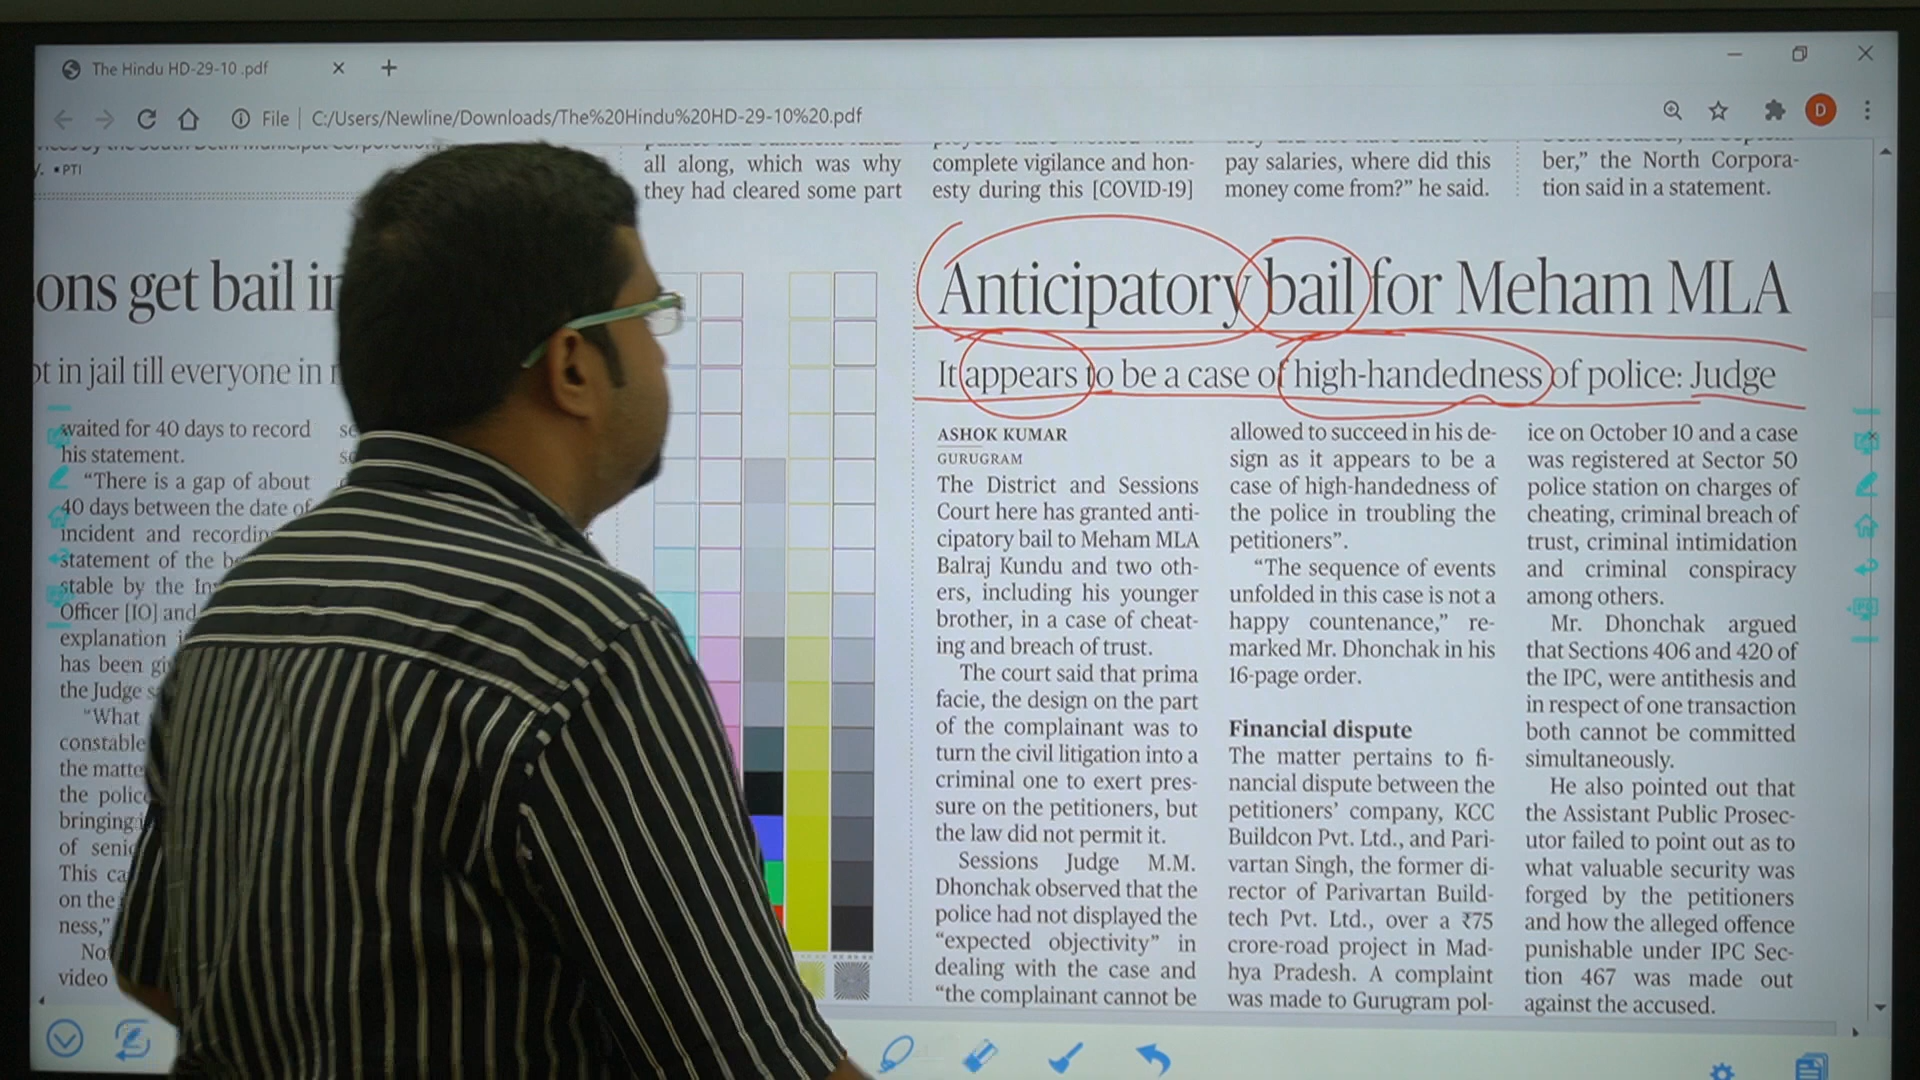 The Hindu HD-29-10 .pdf
File | C:/Users/Newline/Downloads/The%20Hindu%20HD-29-10%20.pdf
D
• PTI
all along, which was why
they had cleared some part
complete vigilance and hon-
esty during this [COVID-19]
pay salaries, where did this
money come from?” he said.
ber,” the North Corpora-
tion said in a statement.
ons get bail in
ot in jail till everyone in
waited for 40 days to record
his statement.
“There is a gap of about
40 days between the date of
incident and recording
statement of the
stable by the
Officer [IO] and
explanation
has been
the Judge
“What
constable
the matte
the police
bringing
of senio
This ca
on the
ness,”
No
video
Anticipatory bail for Meham MLA
It appears to be a case of high-handedness of police: Judge
ASHOK KUMAR
GURUGRAM
The District and Sessions
Court here has granted anti-
cipatory bail to Meham MLA
Balraj Kundu and two oth-
ers, including his younger
brother, in a case of cheat-
ing and breach of trust.
The court said that prima
facie, the design on the part
of the complainant was to
turn the civil litigation into a
criminal one to exert pres-
sure on the petitioners, but
the law did not permit it.
Sessions Judge M.M.
Dhonchak observed that the
police had not displayed the
“expected objectivity” in
dealing with the case and
“the complainant cannot be
allowed to succeed in his de-
sign as it appears to be a
case of high-handedness of
the police in troubling the
petitioners”.
“The sequence of events
unfolded in this case is not a
happy countenance,” re-
marked Mr. Dhonchak in his
16-page order.
Financial dispute
The matter pertains to fi-
nancial dispute between the
petitioners’ company, KCC
Buildcon Pvt. Ltd., and Pari-
vartan Singh, the former di-
rector of Parivartan Build-
tech Pvt. Ltd., over a ₹75
crore-road project in Mad-
hya Pradesh. A complaint
was made to Gurugram pol-
ice on October 10 and a case
was registered at Sector 50
police station on charges of
cheating, criminal breach of
trust, criminal intimidation
and criminal conspiracy
among others.
Mr. Dhonchak argued
that Sections 406 and 420 of
the IPC, were antithesis and
in respect of one transaction
both cannot be committed
simultaneously.
He also pointed out that
the Assistant Public Prosec-
utor failed to point out as to
what valuable security was
forged by the petitioners
and how the alleged offence
punishable under IPC Sec-
tion 467 was made out
against the accused.